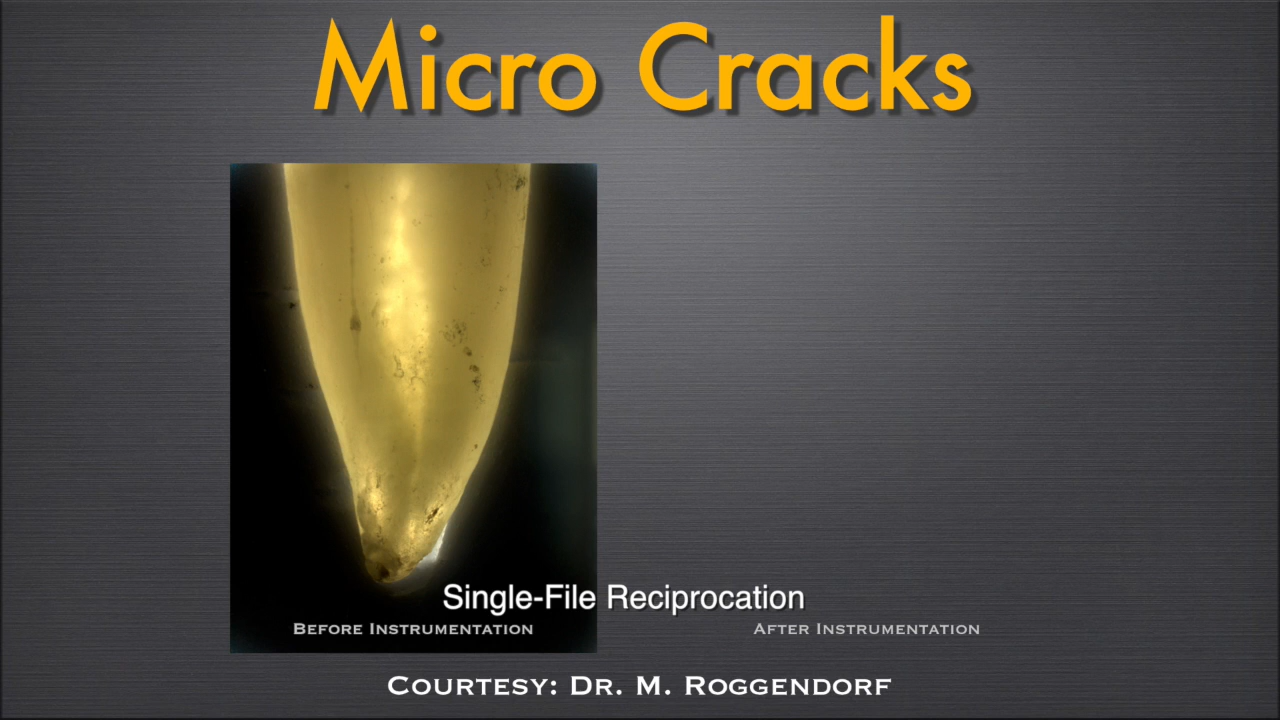 Micro Cracks
Single-File Reciprocation
Before Instrumentation
After Instrumentation
Courtesy: Dr. M. Roggendorf